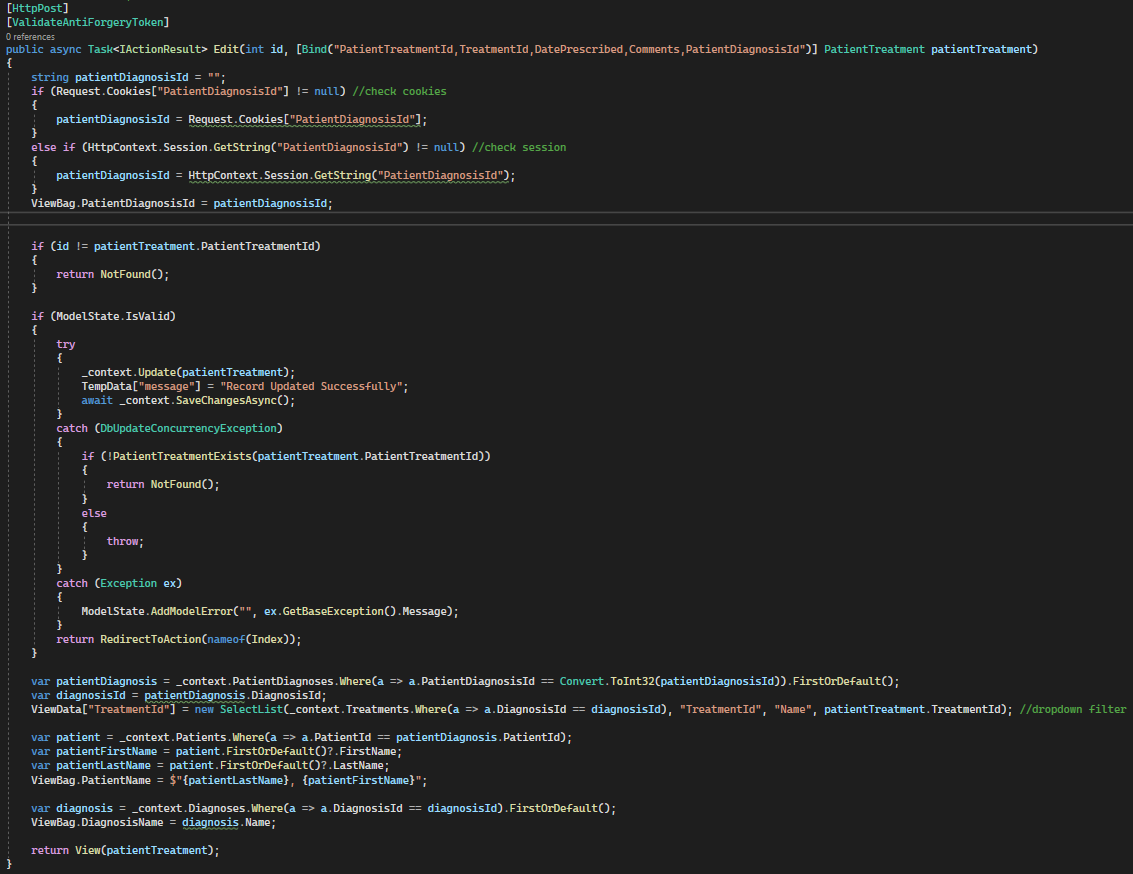 [HttpPost]
[ValidateAntiForgeryToken]
0 references
public async Task<IActionResult> Edit(int id, [Bind("PatientTreatmentId,TreatmentId,DatePrescribed,Comments,PatientDiagnosisId")] PatientTreatment patientTreatment)
{
    string patientDiagnosisId = "";
    if (Request.Cookies["PatientDiagnosisId"] != null) //check cookies
    {
        patientDiagnosisId = Request.Cookies["PatientDiagnosisId"];
    }
    else if (HttpContext.Session.GetString("PatientDiagnosisId") != null) //check session
    {
        patientDiagnosisId = HttpContext.Session.GetString("PatientDiagnosisId");
    }
    ViewBag.PatientDiagnosisId = patientDiagnosisId;
    if (id != patientTreatment.PatientTreatmentId)
    {
        return NotFound();
    }
    if (ModelState.IsValid)
    {
        try
        {
            _context.Update(patientTreatment);
            TempData["message"] = "Record Updated Successfully";
            await _context.SaveChangesAsync();
        }
        catch (DbUpdateConcurrencyException)
        {
            if (!PatientTreatmentExists(patientTreatment.PatientTreatmentId))
            {
                return NotFound();
            }
            else
            {
                throw;
            }
        }
        catch (Exception ex)
        {
            ModelState.AddModelError("", ex.GetBaseException().Message);
        }
        return RedirectToAction(nameof(Index));
    }
    var patientDiagnosis = _context.PatientDiagnoses.Where(a => a.PatientDiagnosisId == Convert.ToInt32(patientDiagnosisId)).FirstOrDefault();
    var diagnosisId = patientDiagnosis.DiagnosisId;
    ViewData["TreatmentId"] = new SelectList(_context.Treatments.Where(a => a.DiagnosisId == diagnosisId), "TreatmentId", "Name", patientTreatment.TreatmentId); //dropdown filter
    var patient = _context.Patients.Where(a => a.PatientId == patientDiagnosis.PatientId);
    var patientFirstName = patient.FirstOrDefault()?.FirstName;
    var patientLastName = patient.FirstOrDefault()?.LastName;
    ViewBag.PatientName = $"{patientLastName}, {patientFirstName}";
    var diagnosis = _context.Diagnoses.Where(a => a.DiagnosisId == diagnosisId).FirstOrDefault();
    ViewBag.DiagnosisName = diagnosis.Name;
    return View(patientTreatment);
}